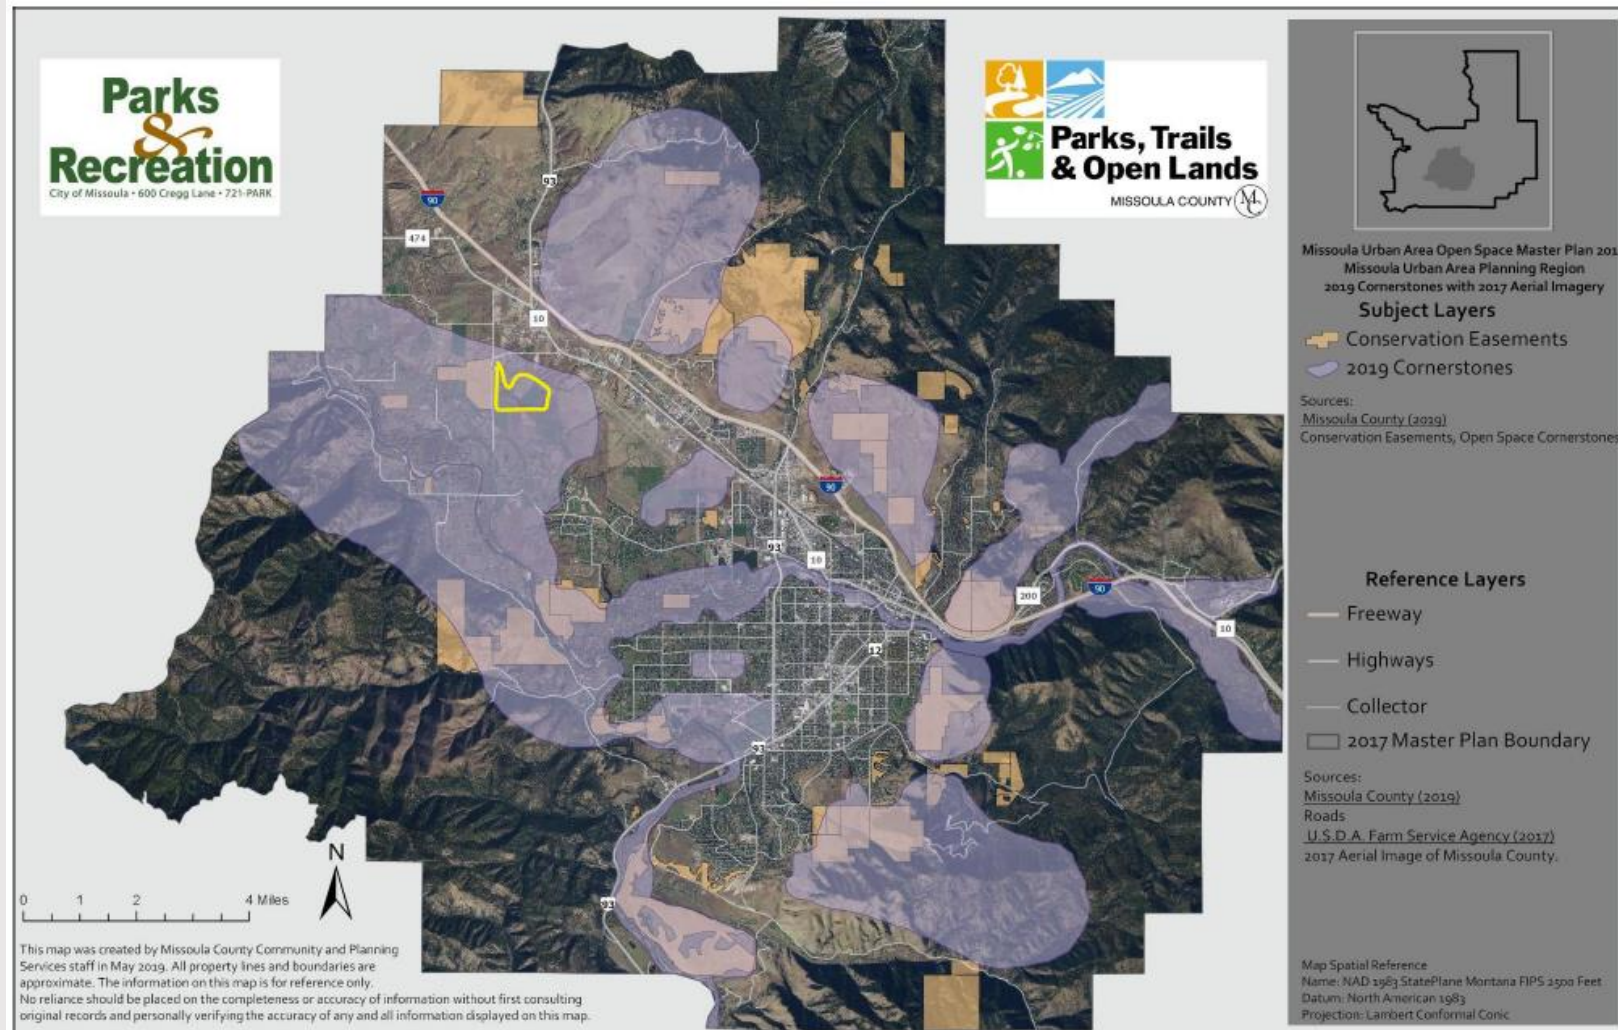 Parks
&
Recreation
City of Missoula • 600 Cregg Lane • 721-PARK
Parks, Trails
& Open Lands
MISSOULA COUNTY MC
93
90
474
10
90
93
10
200
90
10
12
93
93
N
0 1 2 4 Miles
This map was created by Missoula County Community and Planning
Services staff in May 2019. All property lines and boundaries are
approximate. The information on this map is for reference only.
No reliance should be placed on the completeness or accuracy of information without first consulting
original records and personally verifying the accuracy of any and all information displayed on this map.
Missoula Urban Area Open Space Master Plan 201
Missoula Urban Area Planning Region
2019 Cornerstones with 2017 Aerial Imagery
Subject Layers
Conservation Easements
2019 Cornerstones
Sources:
Missoula County (2019)
Conservation Easements, Open Space Cornerstones
Reference Layers
Freeway
Highways
Collector
2017 Master Plan Boundary
Sources:
Missoula County (2019)
Roads
U.S.D.A. Farm Service Agency (2017)
2017 Aerial Image of Missoula County.
Map Spatial Reference
Name: NAD 1983 StatePlane Montana FIPS 2500 Feet
Datum: North American 1983
Projection: Lambert Conformal Conic